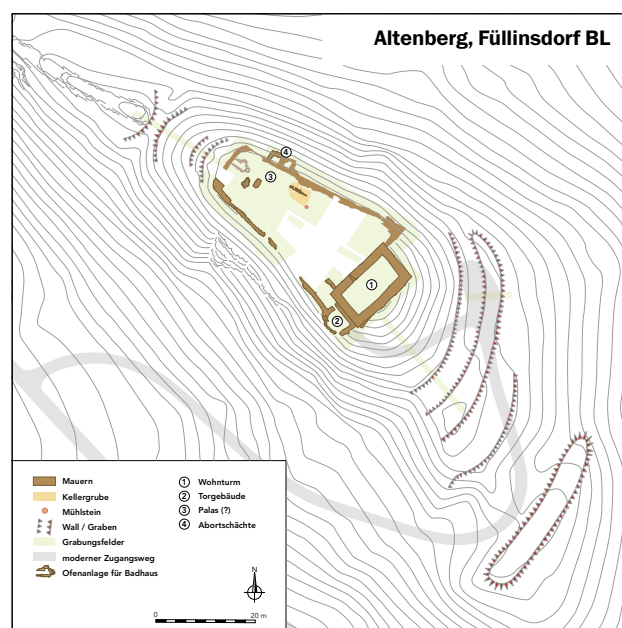 Altenberg, Füllinsdorf BL
4
3
1
2
Mauern
Kellergrube
Mühlstein
Wall / Graben
Grabungsfelder
moderner Zugangsweg
Ofenanlage für Badhaus
1 Wohnturm
2 Torgebäude
3 Palas (?)
4 Abortschächte
N
0 20 m